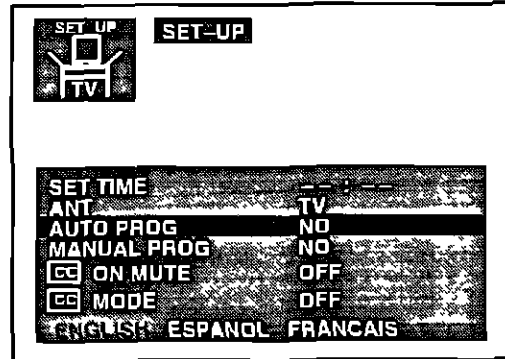 SET UP
TV
SET-UP
SET TIME --:--
ANT TV
AUTO PROG NO
MANUAL PROG NO
CC ON MUTE OFF
CC MODE OFF
ENGLISH ESPANOL FRANCAIS